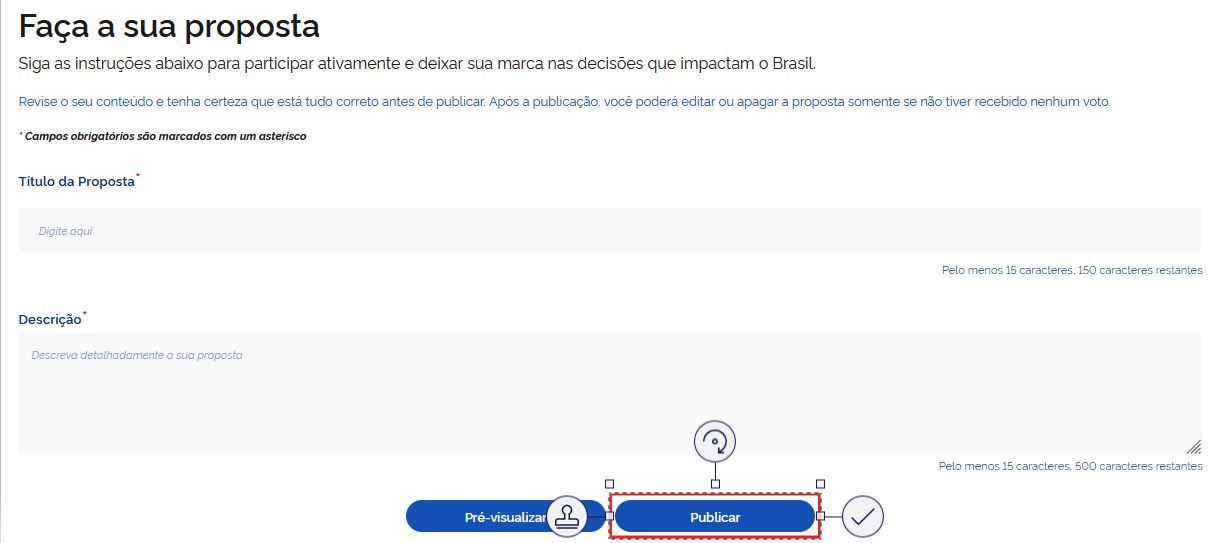 Faça a sua proposta
Siga as instruções abaixo para participar ativamente e deixar sua marca nas decisões que impactam o Brasil.
Revise o seu conteúdo e tenha certeza que está tudo correto antes de publicar. Após a publicação, você poderá editar ou apagar a proposta somente se não tiver recebido nenhum voto.
* Campos obrigatórios são marcados com um asterisco
Título da Proposta*
Digite aqui
Pelo menos 15 caracteres, 150 caracteres restantes
Descrição*
Descreva detalhadamente a sua proposta
Pelo menos 15 caracteres, 500 caracteres restantes
Pré-visualizar Publicar